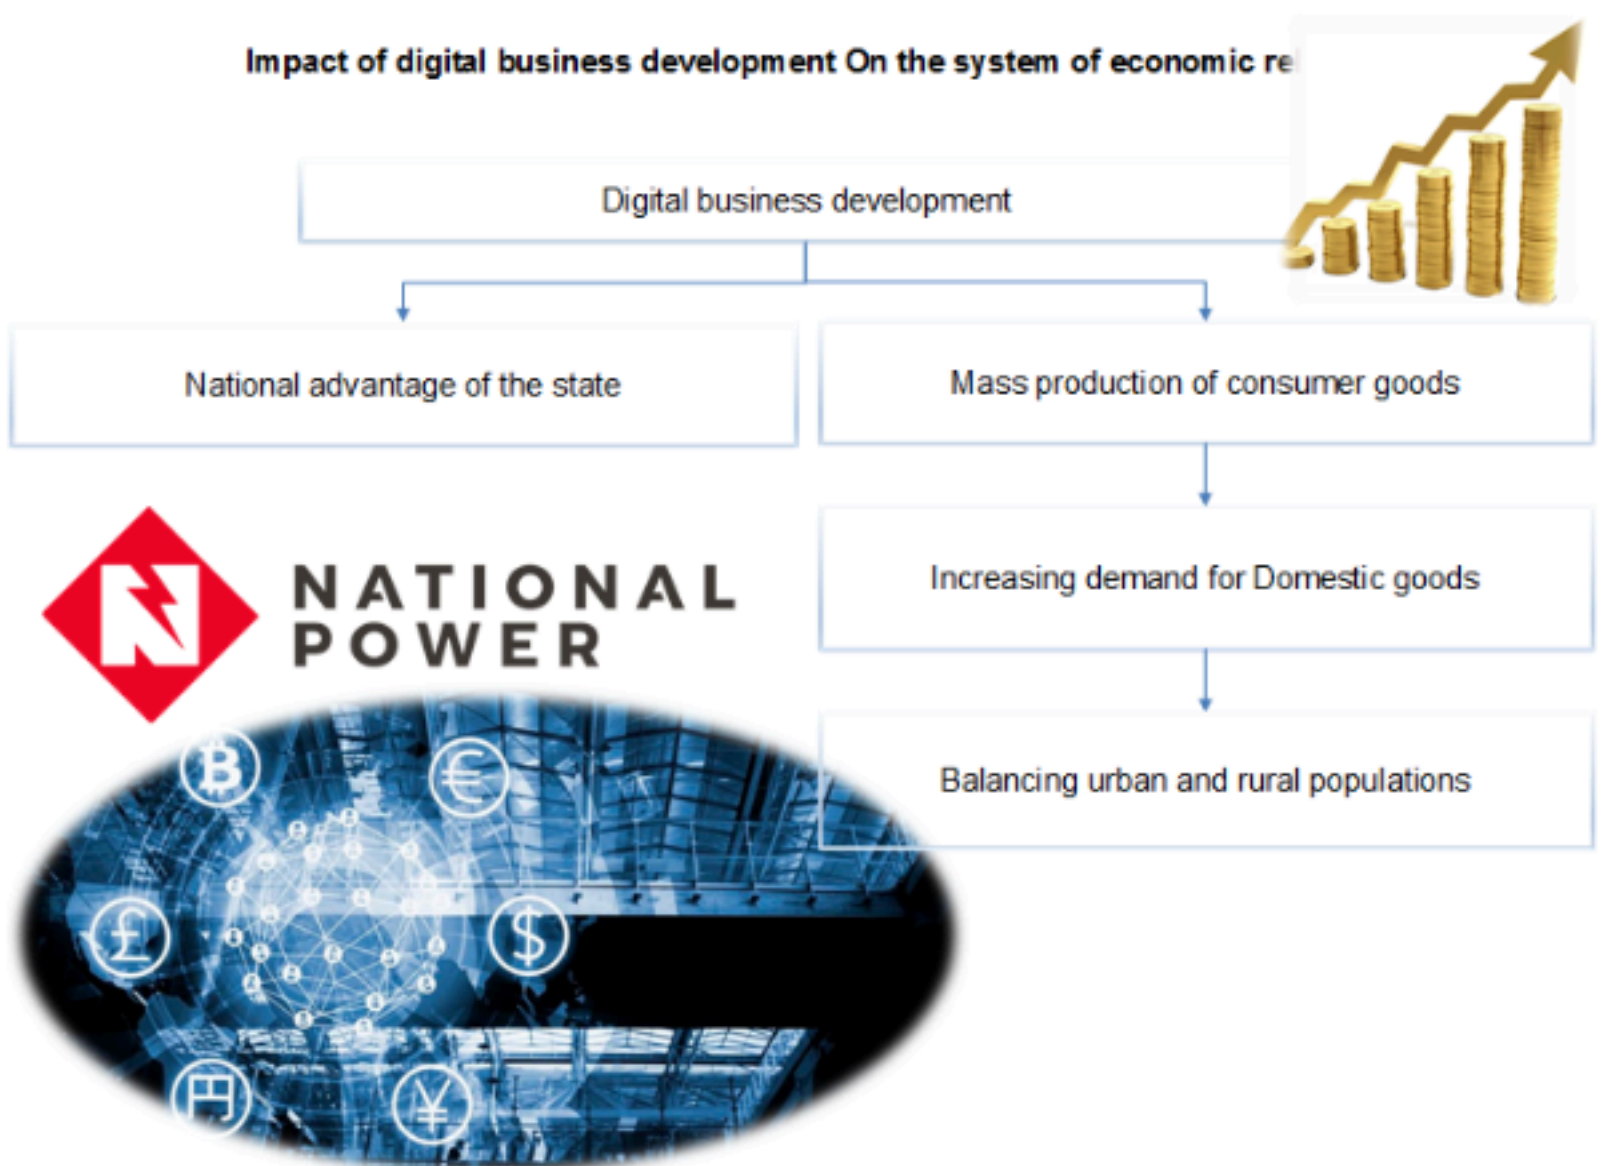 Impact of digital business development On the system of economic
Digital business development
National advantage of the state
Mass production of consumer goods
NATIONAL
POWER
Increasing demand for Domestic goods
Balancing urban and rural populations
₿
€
£
$
円
¥